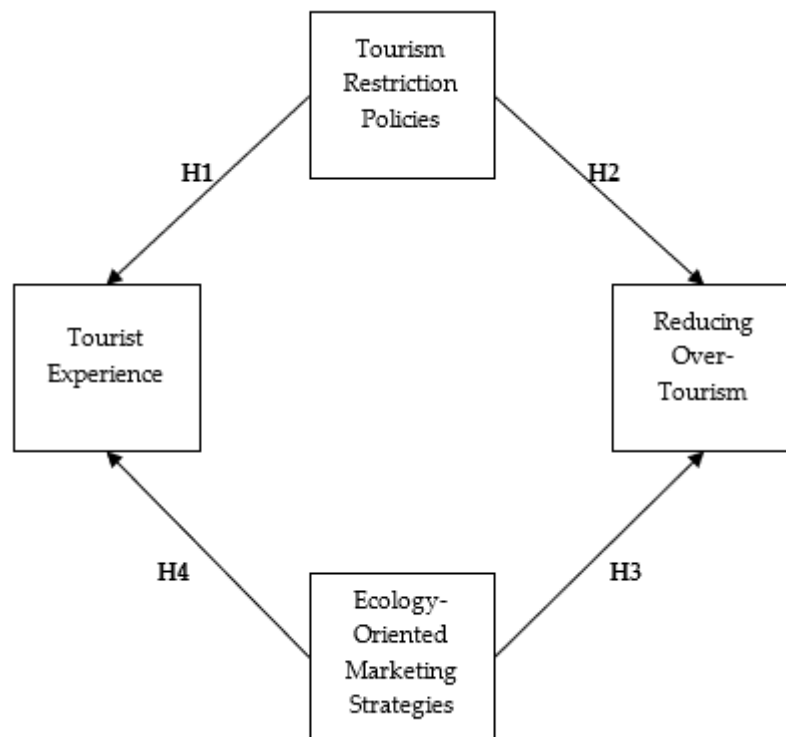 Tourism
Restriction
Policies
H1
H2
Tourist
Experience
Reducing
Over-
Tourism
H4
H3
Ecology-
Oriented
Marketing
Strategies